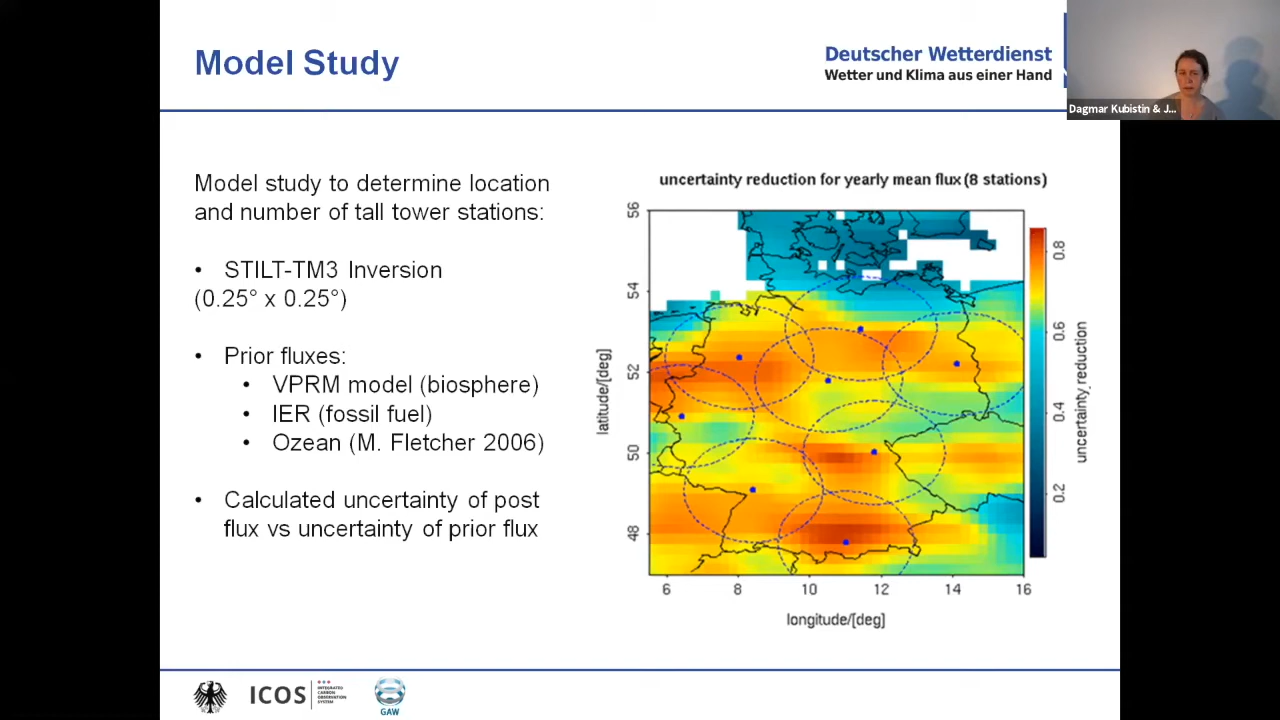 Model Study
Deutscher Wetterdienst
Wetter und Klima aus einer Hand
Dagmar Kubistin & J...
Model study to determine location
and number of tall tower stations:
• STILT-TM3 Inversion
(0.25° x 0.25°)
• Prior fluxes:
• VPRM model (biosphere)
• IER (fossil fuel)
• Ozean (M. Fletcher 2006)
• Calculated uncertainty of post
flux vs uncertainty of prior flux
uncertainty reduction for yearly mean flux (8 stations)
56
54
52
50
48
latitude/[deg]
6 8 10 12 14 16
longitude/[deg]
0.8
0.6
0.4
0.2
uncertainty reduction
ICOS
INTEGRATED
CARBON
OBSERVATION
SYSTEM
GAW